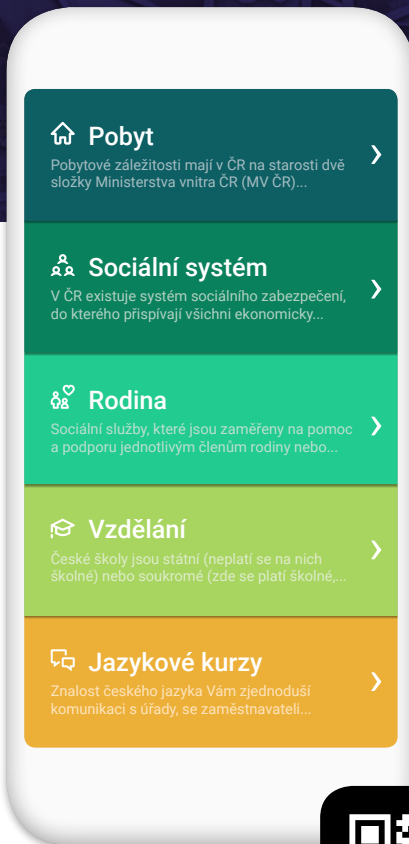 Pobyt
Pobytové záležitosti mají v ČR na starosti dvě
složky Ministerstva vnitra ČR (MV ČR)...
Sociální systém
V ČR existuje systém sociálního zabezpečení,
do kterého přispívají všichni ekonomicky...
Rodina
Sociální služby, které jsou zaměřeny na pomoc
a podporu jednotlivým členům rodiny nebo...
Vzdělání
České školy jsou státní (neplatí se na nich
školné) nebo soukromé (zde se platí školné,...
Jazykové kurzy
Znalost českého jazyka Vám zjednoduší
komunikaci s úřady, se zaměstnavateli...